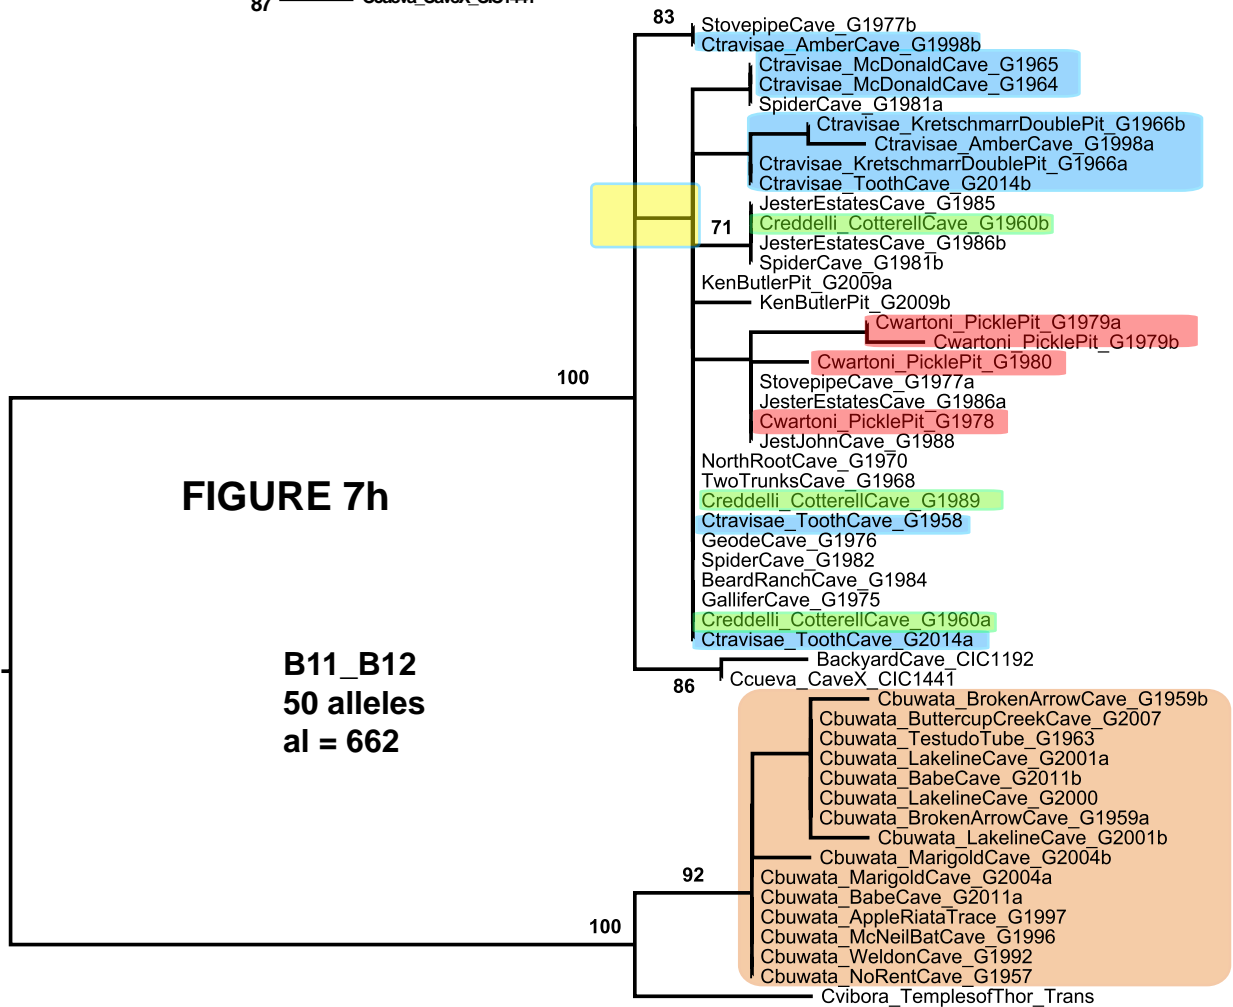 87
Ccueva_CaveX_CIC1441
83
StovepipeCave_G1977b
Ctravisae_AmberCave_G1998b
Ctravisae_McDonaldCave_G1965
Ctravisae_McDonaldCave_G1964
SpiderCave_G1981a
Ctravisae_KretschmarrDoublePit_G1966b
Ctravisae_AmberCave_G1998a
Ctravisae_KretschmarrDoublePit_G1966a
Ctravisae_ToothCave_G2014b
JesterEstatesCave_G1985
71
Creddelli_CotterellCave_G1960b
JesterEstatesCave_G1986b
SpiderCave_G1981b
KenButlerPit_G2009a
KenButlerPit_G2009b
Cwartoni_PicklePit_G1979a
Cwartoni_PicklePit_G1979b
Cwartoni_PicklePit_G1980
100
StovepipeCave_G1977a
JesterEstatesCave_G1986a
Cwartoni_PicklePit_G1978
JestJohnCave_G1988
NorthRootCave_G1970
TwoTrunksCave_G1968
FIGURE 7h
Creddelli_CotterellCave_G1989
Ctravisae_ToothCave_G1958
GeodeCave_G1976
SpiderCave_G1982
BeardRanchCave_G1984
GalliferCave_G1975
Creddelli_CotterellCave_G1960a
Ctravisae_ToothCave_G2014a
BackyardCave_CIC1192
Ccueva_CaveX_CIC1441
86
B11_B12
50 alleles
al = 662
Cbuwata_BrokenArrowCave_G1959b
Cbuwata_ButtercupCreekCave_G2007
Cbuwata_TestudoTube_G1963
Cbuwata_LakelineCave_G2001a
Cbuwata_BabeCave_G2011b
Cbuwata_LakelineCave_G2000
Cbuwata_BrokenArrowCave_G1959a
Cbuwata_LakelineCave_G2001b
Cbuwata_MarigoldCave_G2004b
92
Cbuwata_MarigoldCave_G2004a
Cbuwata_BabeCave_G2011a
Cbuwata_AppleRiataTrace_G1997
100
Cbuwata_McNeilBatCave_G1996
Cbuwata_WeldonCave_G1992
Cbuwata_NoRentCave_G1957
Cvibora_TemplesofThor_Trans